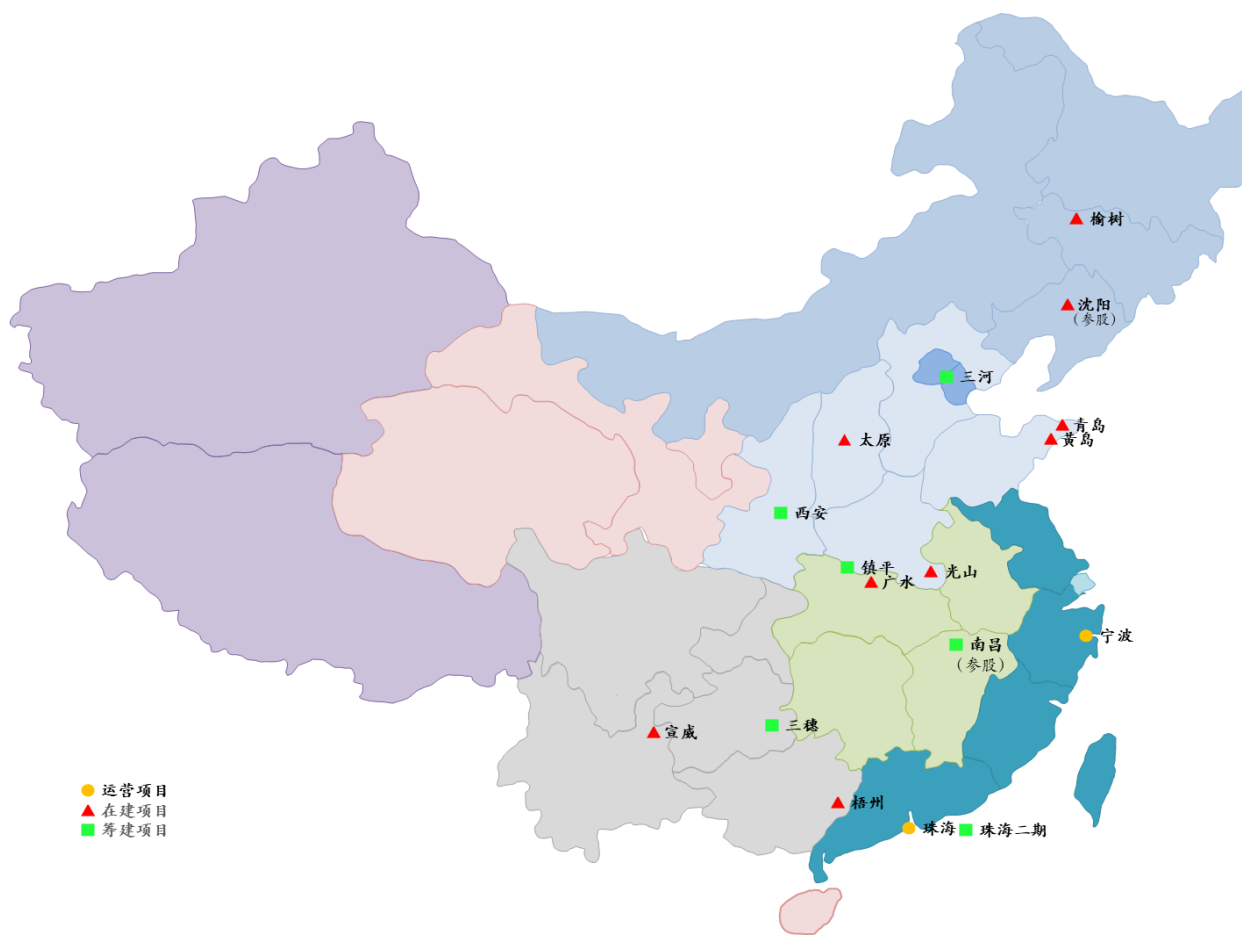 榆树
沈阳
(参股)
三河
青岛
太原
黄岛
西安
镇平
光山
广水
宁波
南昌
(参股)
三穗
宣威
运营项目
梧州
在建项目
珠海
珠海二期
筹建项目